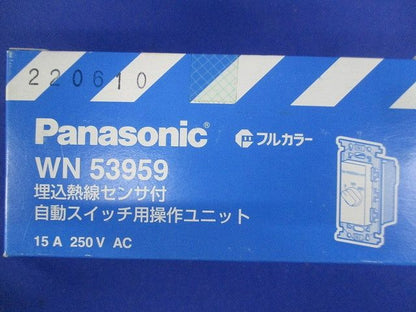 220610
Panasonic®
フルカラー
WN 53959
埋込熱線センサ付
自動スイッチ用操作ユニット
15 A 250 V AC